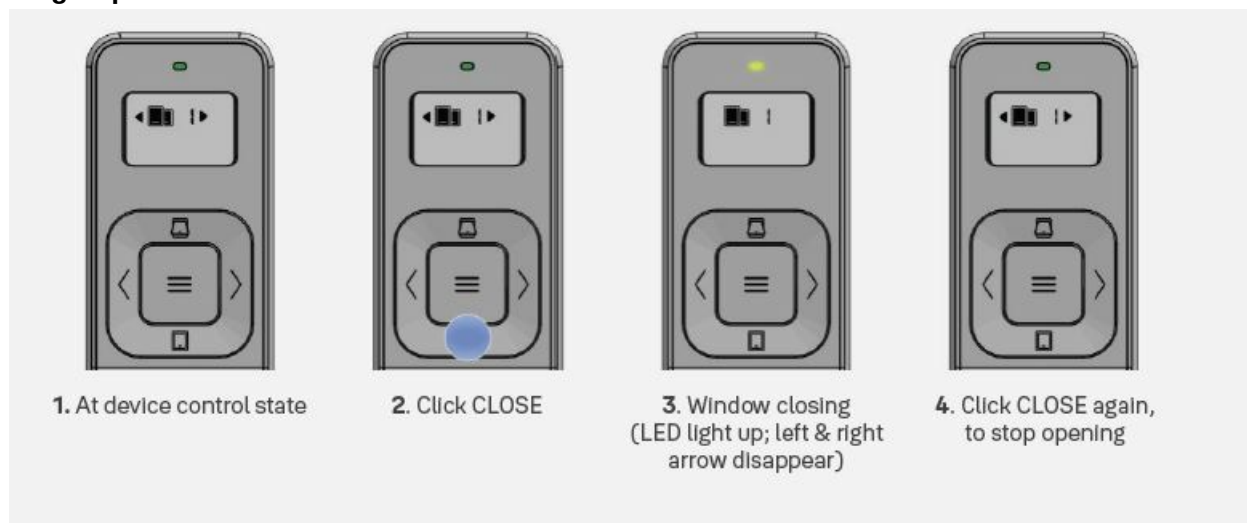 1. At device control state
2. Click CLOSE
3. Window closing
(LED light up; left & right
arrow disappear)
4. Click CLOSE again,
to stop opening